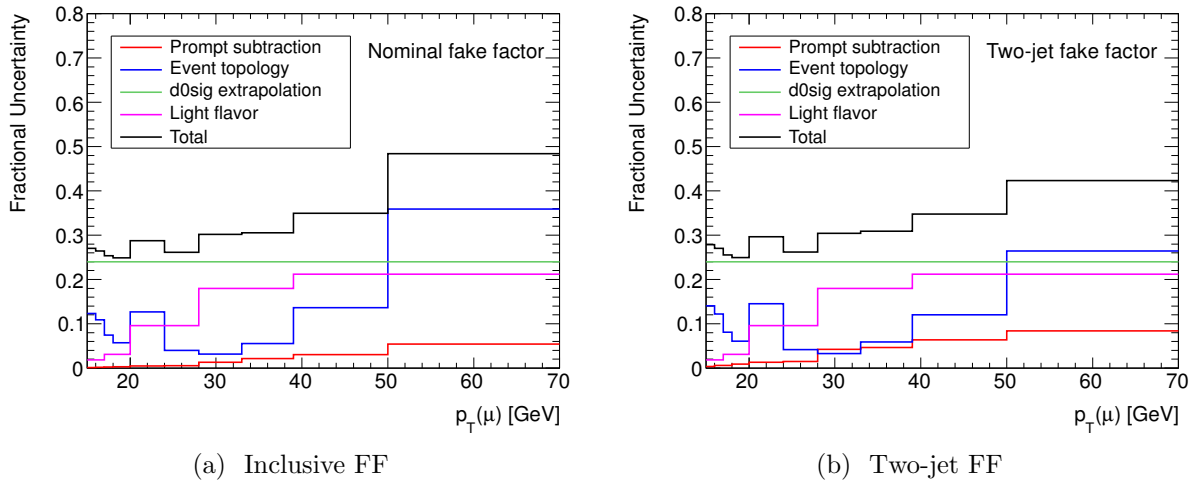 Fractional Uncertainty
0.8
0.7
0.6
0.5
0.4
0.3
0.2
0.1
0
Prompt subtraction
Event topology
d0sig extrapolation
Light flavor
Total
Nominal fake factor
20 30 40 50 60 70
p_T(μ) [GeV]
(a) Inclusive FF
Fractional Uncertainty
0.8
0.7
0.6
0.5
0.4
0.3
0.2
0.1
0
Prompt subtraction
Event topology
d0sig extrapolation
Light flavor
Total
Two-jet fake factor
20 30 40 50 60 70
p_T(μ) [GeV]
(b) Two-jet FF